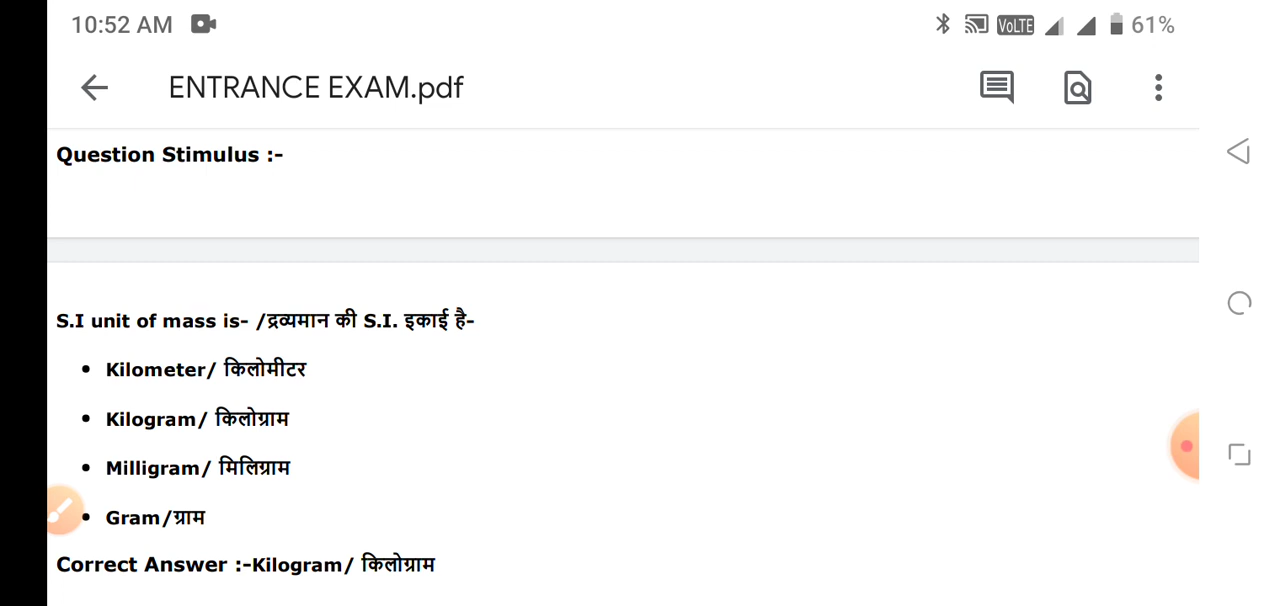 10:52 AM VoLTE 61%
ENTRANCE EXAM.pdf
Question Stimulus :-
S.I unit of mass is- /द्रव्यमान की S.I. इकाई है-
• Kilometer/ किलोमीटर
• Kilogram/ किलोग्राम
• Milligram/ मिलिग्राम
• Gram/ग्राम
Correct Answer :-Kilogram/ किलोग्राम